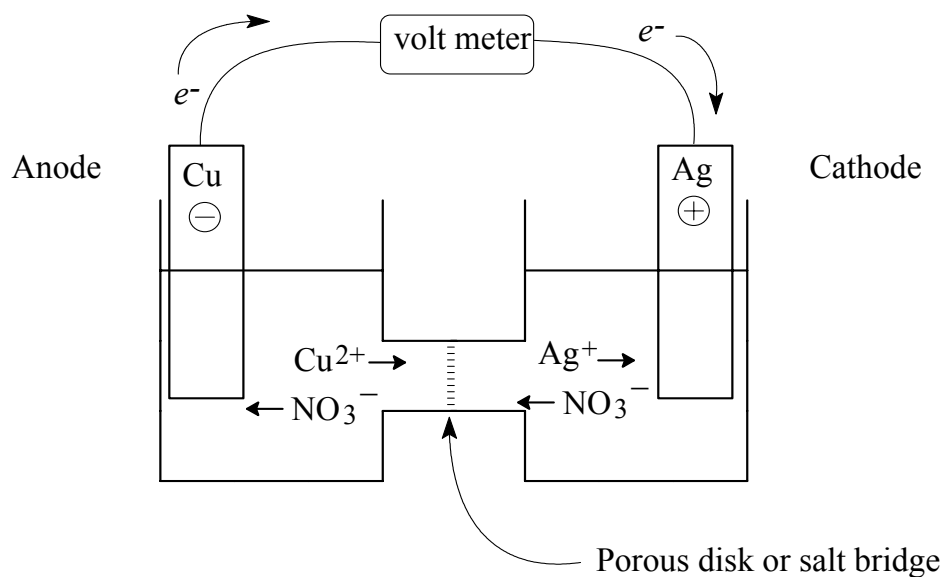 volt meter
e-
e-
Anode
Cu
−
Ag
+
Cathode
Cu²⁺
Ag⁺
NO₃⁻
NO₃⁻
Porous disk or salt bridge